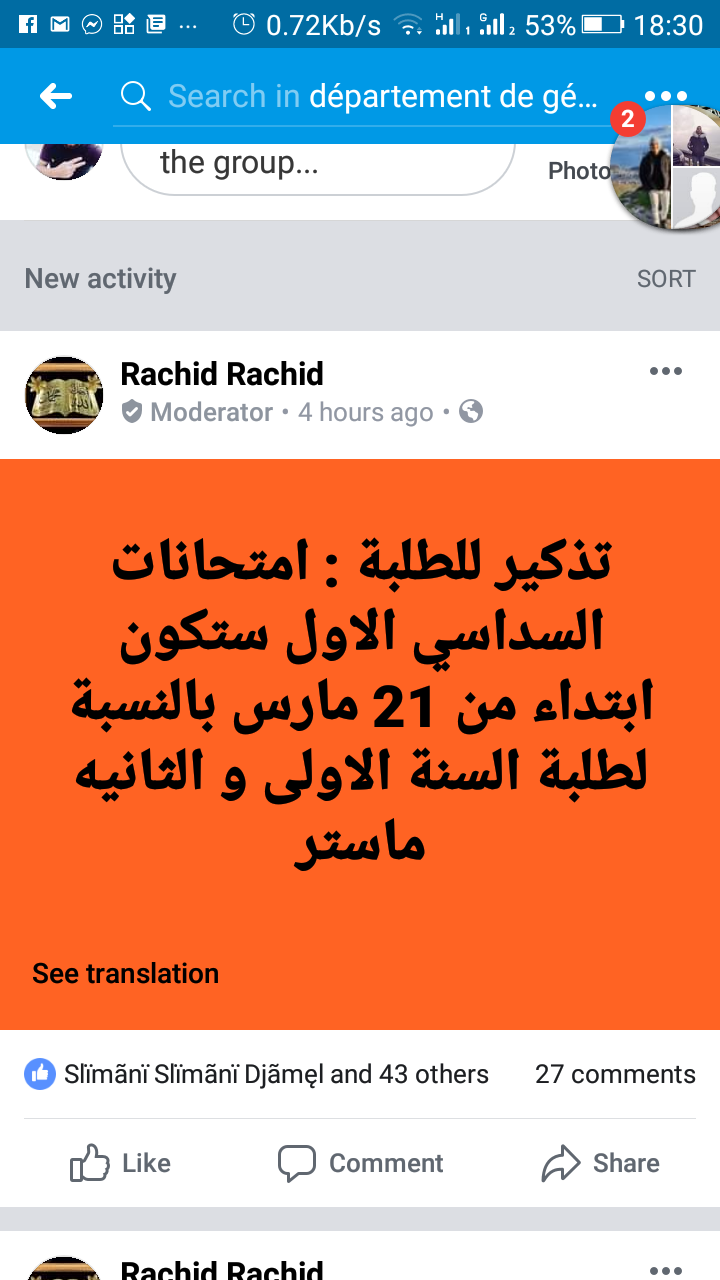 0.72Kb/s H 1 G 2 53% 18:30
Search in département de gé...
2
the group...
Photo
New activity
SORT
Rachid Rachid
Moderator • 4 hours ago •
تذكير للطلبة : امتحانات
السداسي الاول ستكون
ابتداء من 21 مارس بالنسبة
لطلبة السنة الاولى و الثانيه
ماستر
See translation
Slïmãnï Slïmãnï Djãmęl and 43 others
27 comments
Like
Comment
Share
Rachid Rachid